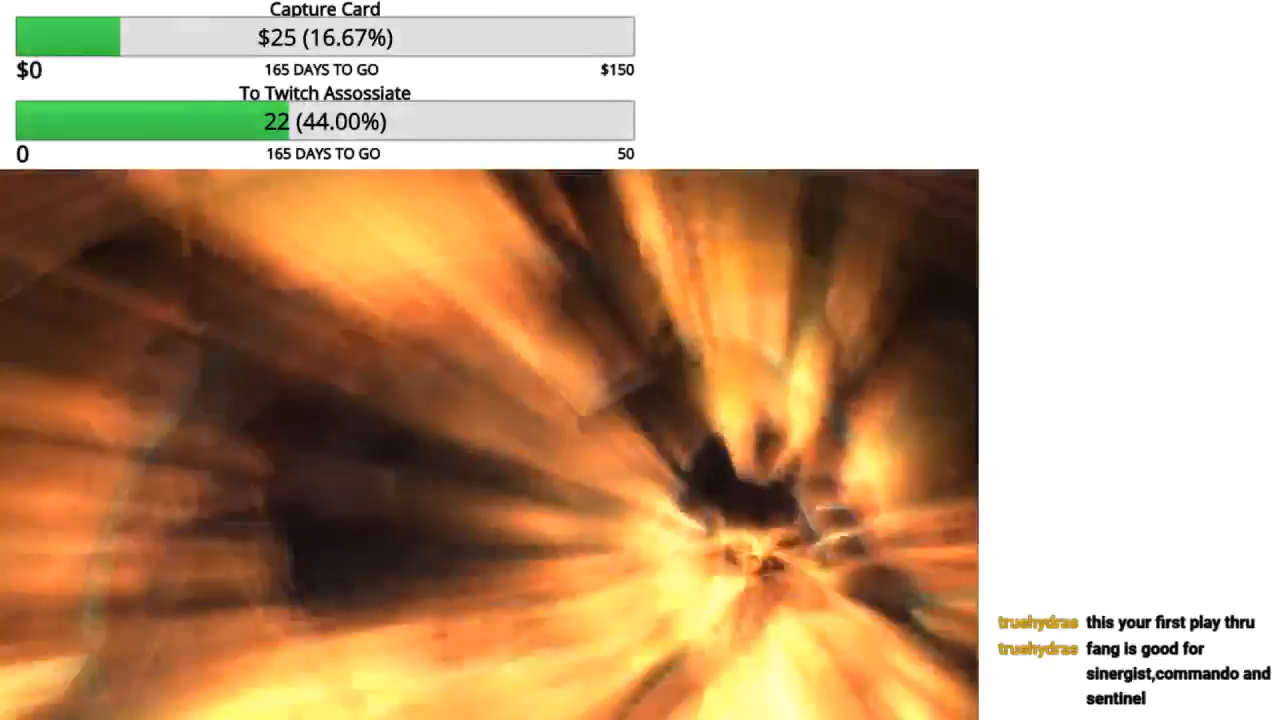 Capture Card
$25 (16.67%)
$0 165 DAYS TO GO $150
To Twitch Assossiate
22 (44.00%)
0 165 DAYS TO GO 50
truehydras this your first play thru
truehydras fang is good for
sinergist,commando and
sentinel